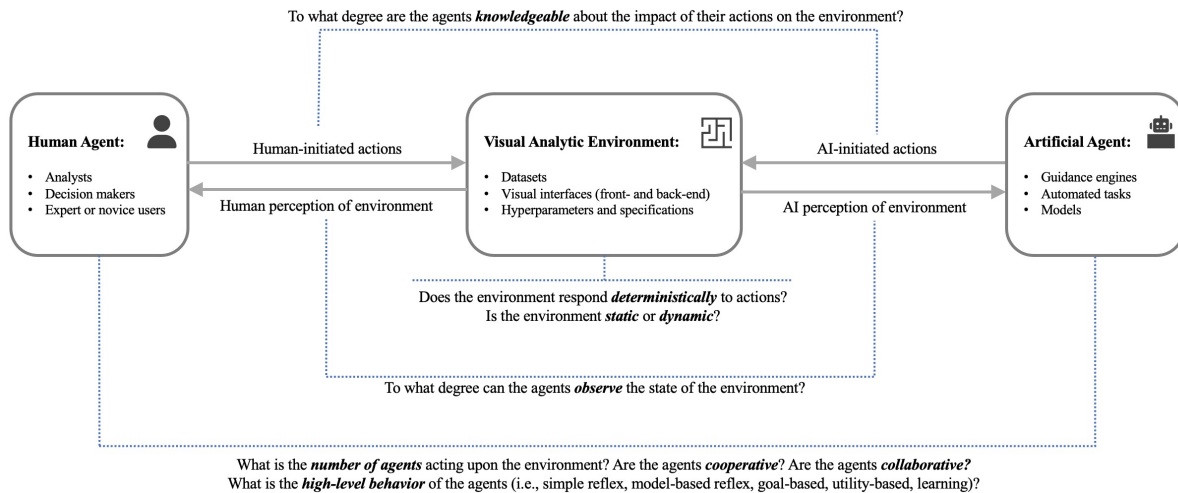 To what degree are the agents knowledgeable about the impact of their actions on the environment?
Human Agent:
• Analysts
• Decision makers
• Expert or novice users
Human-initiated actions
Human perception of environment
Visual Analytic Environment:
• Datasets
• Visual interfaces (front- and back-end)
• Hyperparameters and specifications
AI-initiated actions
AI perception of environment
Artificial Agent:
• Guidance engines
• Automated tasks
• Models
Does the environment respond deterministically to actions?
Is the environment static or dynamic?
To what degree can the agents observe the state of the environment?
What is the number of agents acting upon the environment? Are the agents cooperative? Are the agents collaborative?
What is the high-level behavior of the agents (i.e., simple reflex, model-based reflex, goal-based, utility-based, learning)?